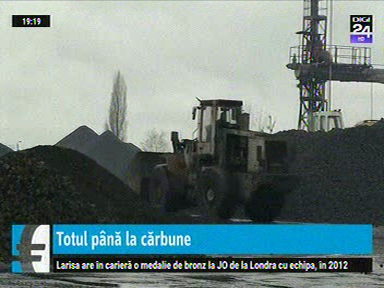 19:19
DIGI
24
HD
€
Totul până la cărbune
Larisa are în carieră o medalie de bronz la JO de la Londra cu echipa, în 2012